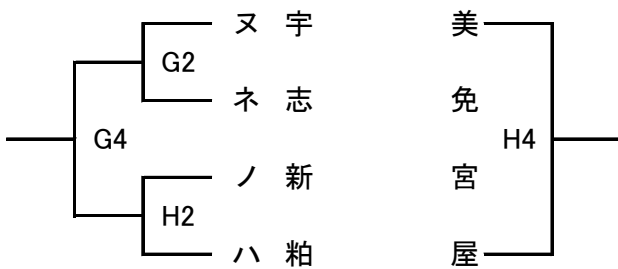 ヌ 宇 美
G2
ネ 志 免
G4 H4
ノ 新 宮
H2
ハ 粕 屋